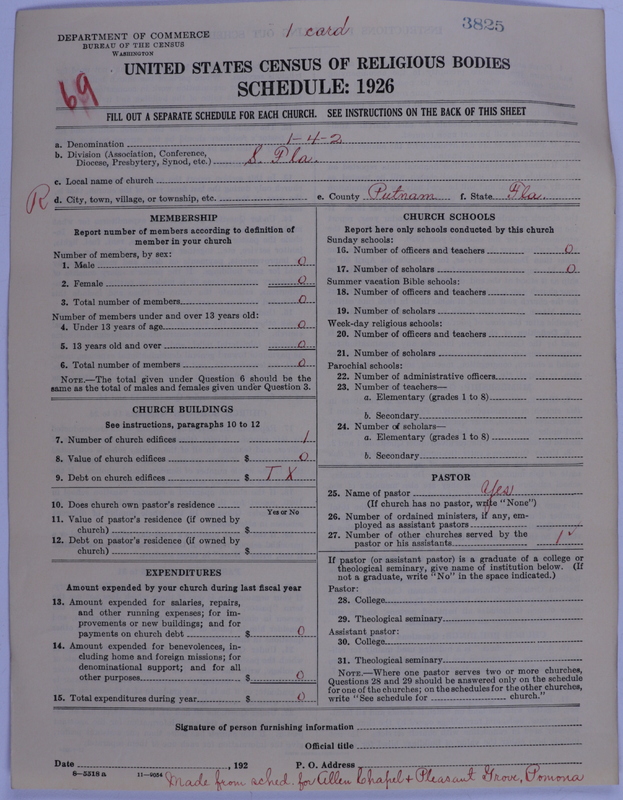 DEPARTMENT OF COMMERCE
BUREAU OF THE CENSUS
WASHINGTON
1 card
3825
69
UNITED STATES CENSUS OF RELIGIOUS BODIES
SCHEDULE: 1926
FILL OUT A SEPARATE SCHEDULE FOR EACH CHURCH. SEE INSTRUCTIONS ON THE BACK OF THIS SHEET
a. Denomination 1-4-2
b. Division (Association, Conference,
Diocese, Presbytery, Synod, etc.) S. Fla.
c. Local name of church
R d. City, town, village, or township, etc. e. County Putnam f. State Fla.
MEMBERSHIP
Report number of members according to definition of
member in your church
Number of members, by sex:
1. Male 0
2. Female 0
3. Total number of members 0
Number of members under and over 13 years old:
4. Under 13 years of age 0
5. 13 years old and over 0
6. Total number of members 0
NOTE.—The total given under Question 6 should be the
same as the total of males and females given under Question 3.
CHURCH BUILDINGS
See instructions, paragraphs 10 to 12
7. Number of church edifices 1
8. Value of church edifices $ 0
9. Debt on church edifices $ T X
10. Does church own pastor's residence
Yes or No
11. Value of pastor's residence (if owned by
church) $
12. Debt on pastor's residence (if owned by
church) $
EXPENDITURES
Amount expended by your church during last fiscal year
13. Amount expended for salaries, repairs,
and other running expenses; for im-
provements or new buildings; and for
payments on church debt $ 0
14. Amount expended for benevolences, in-
cluding home and foreign missions; for
denominational support; and for all
other purposes $ 0
15. Total expenditures during year $ 0
CHURCH SCHOOLS
Report here only schools conducted by this church
Sunday schools:
16. Number of officers and teachers 0
17. Number of scholars 0
Summer vacation Bible schools:
18. Number of officers and teachers
19. Number of scholars
Week-day religious schools:
20. Number of officers and teachers
21. Number of scholars
Parochial schools:
22. Number of administrative officers
23. Number of teachers—
a. Elementary (grades 1 to 8)
b. Secondary
24. Number of scholars—
a. Elementary (grades 1 to 8)
b. Secondary
PASTOR
25. Name of pastor Yes
(If church has no pastor, write "None")
26. Number of ordained ministers, if any, em-
ployed as assistant pastors
27. Number of other churches served by the
pastor or his assistants 1 ✓
If pastor (or assistant pastor) is a graduate of a college or
theological seminary, give name of institution below. (If
not a graduate, write "No" in the space indicated.)
Pastor:
28. College
29. Theological seminary
Assistant pastor:
30. College
31. Theological seminary
NOTE.—Where one pastor serves two or more churches,
Questions 28 and 29 should be answered only on the schedule
for one of the churches; on the schedules for the other churches,
write "See schedule for church."
Signature of person furnishing information
Official title
Date , 192 P. O. Address
8-5518 a 11-9034 Made from sched. for Allen Chapel + Pleasant Grove, Pomona